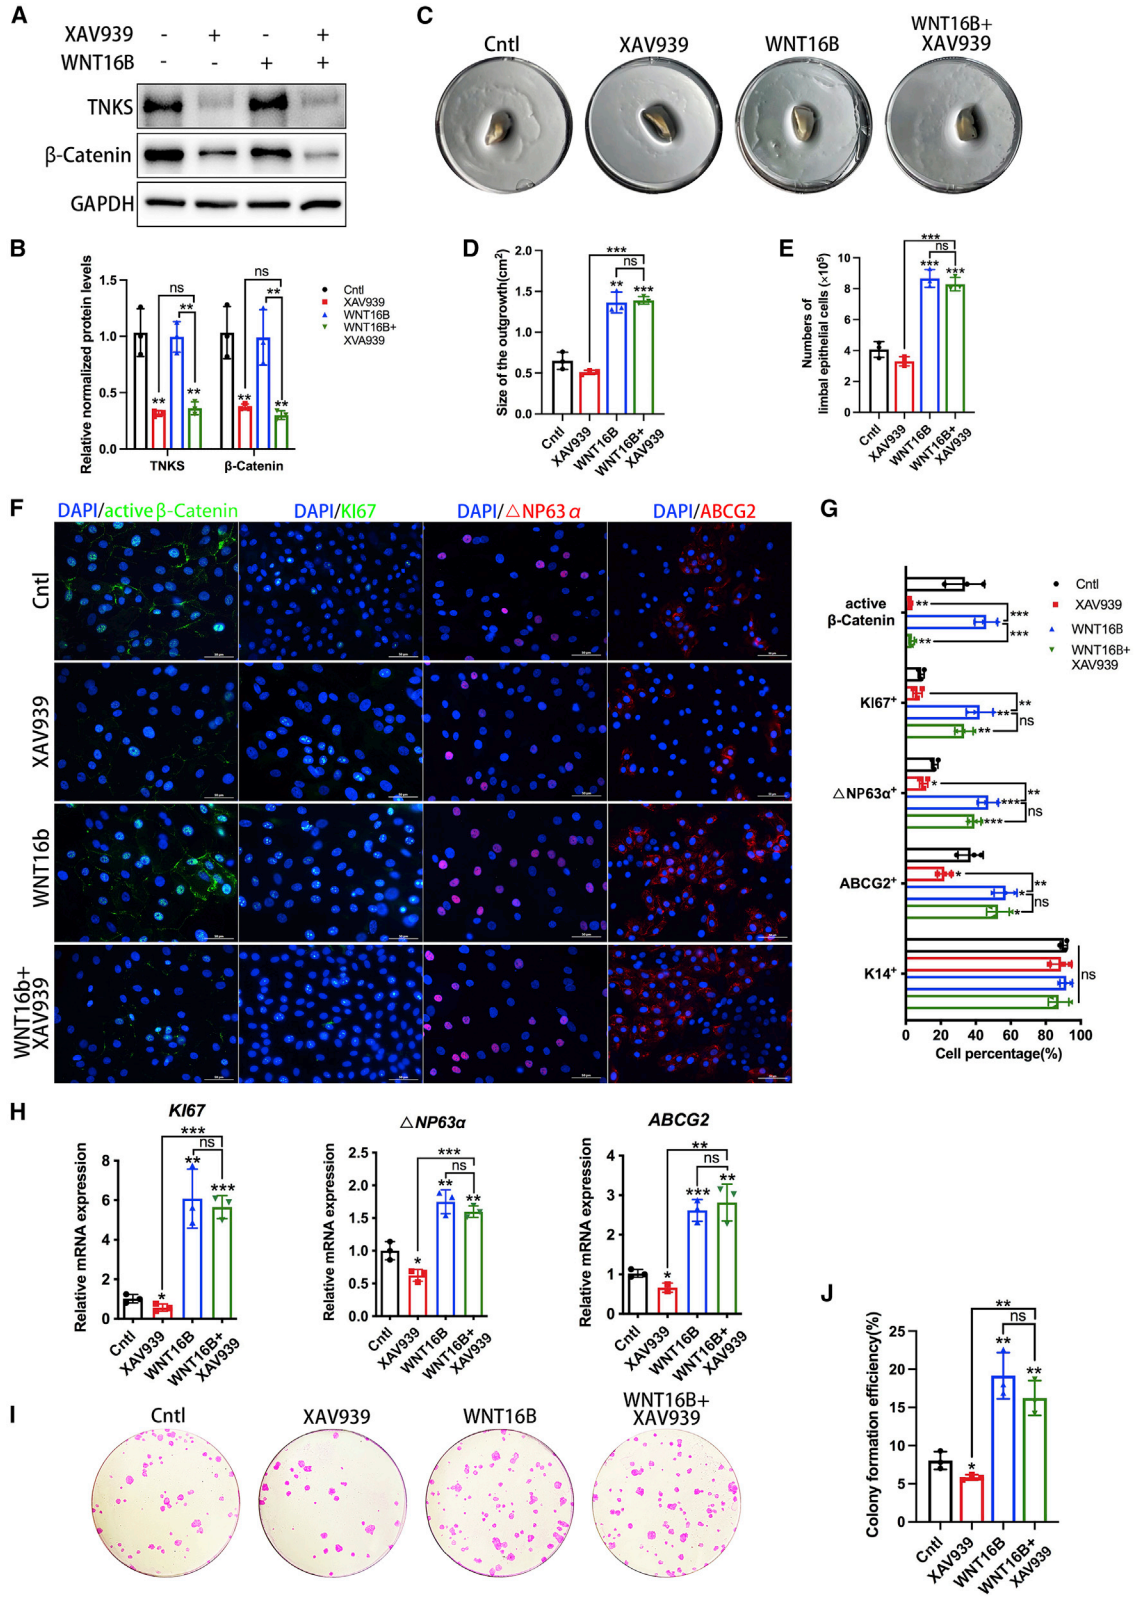 A
XAV939 - + - +
WNT16B - - + +
TNKS
β-Catenin
GAPDH
B
Relative normalized protein levels
1.5
1.0
0.5
0.0
ns
**
ns
**
**
**
**
**
TNKS
β-Catenin
Cntl
XAV939
WNT16B
WNT16B+
XVA939
C
Cntl
XAV939
WNT16B
WNT16B+
XAV939
D
Size of the outgrowth(cm²)
2.0
1.5
1.0
0.5
0.0
***
ns
**
***
Cntl
XAV939
WNT16B
WNT16B+
XAV939
E
Numbers of
limbal epithelial cells (×10⁵)
10
8
6
4
2
0
***
ns
***
***
Cntl
XAV939
WNT16B
WNT16B+
XAV939
F
DAPI/active β-Catenin
DAPI/KI67
DAPI/△NP63α
DAPI/ABCG2
Cntl
XAV939
WNT16b
WNT16b+
XAV939
G
active
β-Catenin
KI67⁺
△NP63α⁺
ABCG2⁺
K14⁺
**
***
***
**
**
**
ns
**
*
**
***
ns
***
*
**
*
ns
*
ns
0 20 40 60 80 100
Cell percentage(%)
Cntl
XAV939
WNT16B
WNT16B+
XAV939
H
KI67
Relative mRNA expression
8
6
4
2
0
***
ns
**
***
*
Cntl
XAV939
WNT16B
WNT16B+
XAV939
△NP63α
Relative mRNA expression
2.5
2.0
1.5
1.0
0.5
0.0
***
ns
**
**
*
Cntl
XAV939
WNT16B
WNT16B+
XAV939
ABCG2
Relative mRNA expression
4
3
2
1
0
**
ns
***
**
*
Cntl
XAV939
WNT16B
WNT16B+
XAV939
I
Cntl
XAV939
WNT16B
WNT16B+
XAV939
J
Colony formation efficiency(%)
25
20
15
10
5
0
**
ns
**
**
*
Cntl
XAV939
WNT16B
WNT16B+
XAV939